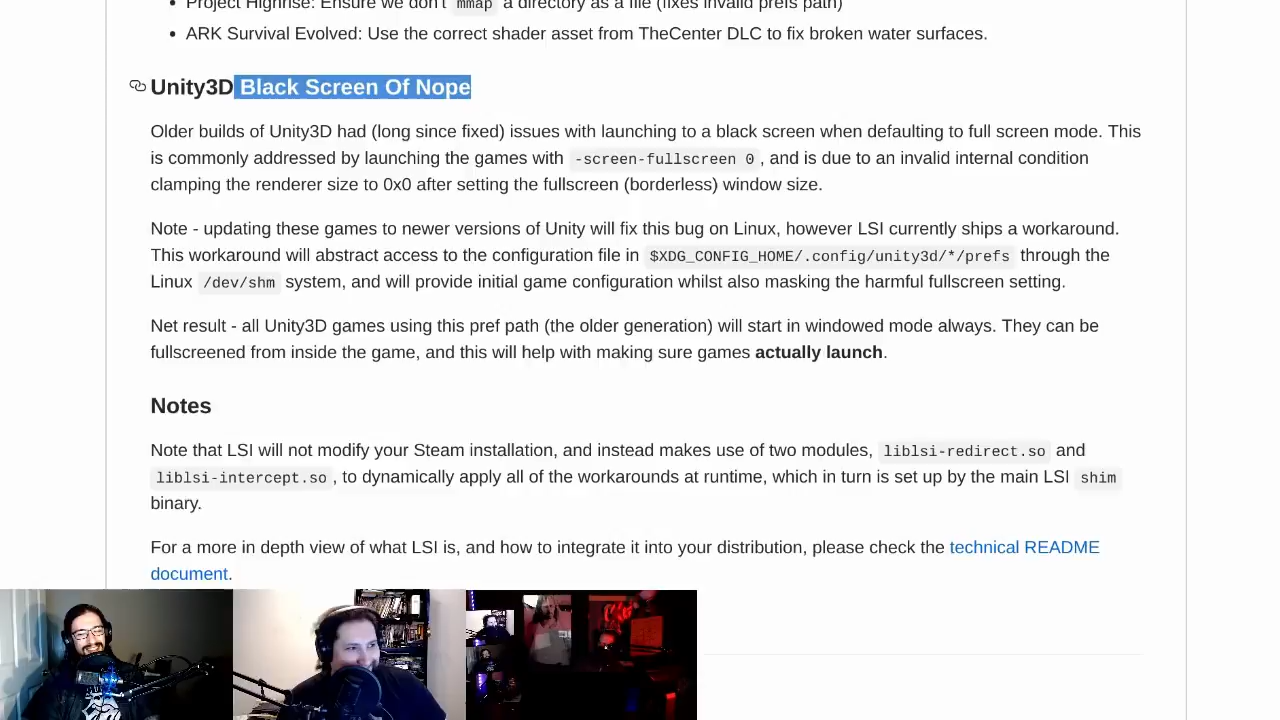 Project Highrise: Ensure we don't mmap a directory as a file (fixes invalid prefs path)
ARK Survival Evolved: Use the correct shader asset from TheCenter DLC to fix broken water surfaces.
Unity3D Black Screen Of Nope
Older builds of Unity3D had (long since fixed) issues with launching to a black screen when defaulting to full screen mode. This
is commonly addressed by launching the games with -screen-fullscreen 0, and is due to an invalid internal condition
clamping the renderer size to 0x0 after setting the fullscreen (borderless) window size.
Note - updating these games to newer versions of Unity will fix this bug on Linux, however LSI currently ships a workaround.
This workaround will abstract access to the configuration file in $XDG_CONFIG_HOME/.config/unity3d/*/prefs through the
Linux /dev/shm system, and will provide initial game configuration whilst also masking the harmful fullscreen setting.
Net result - all Unity3D games using this pref path (the older generation) will start in windowed mode always. They can be
fullscreened from inside the game, and this will help with making sure games actually launch.
Notes
Note that LSI will not modify your Steam installation, and instead makes use of two modules, liblsi-redirect.so and
liblsi-intercept.so, to dynamically apply all of the workarounds at runtime, which in turn is set up by the main LSI shim
binary.
For a more in depth view of what LSI is, and how to integrate it into your distribution, please check the technical README
document.